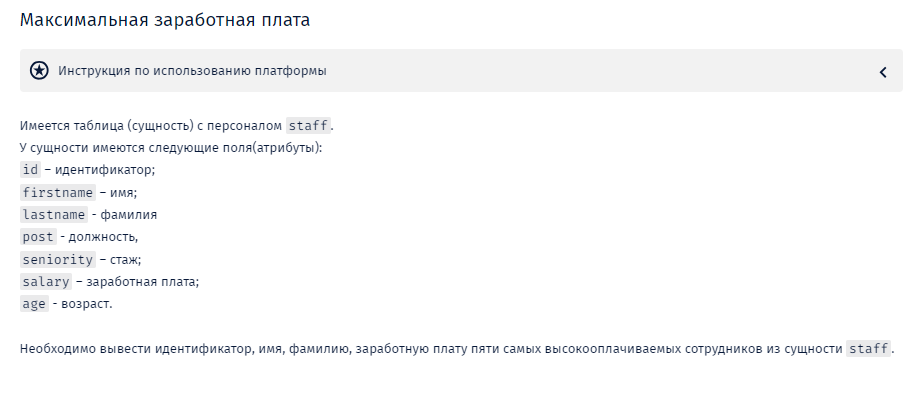 Максимальная заработная плата
Инструкция по использованию платформы
Имеется таблица (сущность) с персоналом staff.
У сущности имеются следующие поля(атрибуты):
id – идентификатор;
firstname – имя;
lastname - фамилия
post - должность,
seniority – стаж;
salary – заработная плата;
age - возраст.
Необходимо вывести идентификатор, имя, фамилию, заработную плату пяти самых высокооплачиваемых сотрудников из сущности staff.